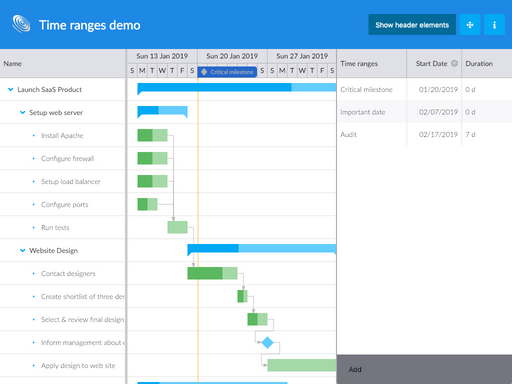 Time ranges demo
Show header elements
Name
Sun 13 Jan 2019 Sun 20 Jan 2019 Sun 27 Jan 2019
S M T W T F S
S M T W T F S
Critical milestone
Time ranges Start Date Duration
Launch SaaS Product
Setup web server
Install Apache
Configure firewall
Setup load balancer
Configure ports
Run tests
Website Design
Contact designers
Create shortlist of three des
Select & review final design
Inform management about
Apply design to web site
Critical milestone 01/20/2019 0 d
Important date 02/07/2019 0 d
Audit 02/17/2019 7 d
Add